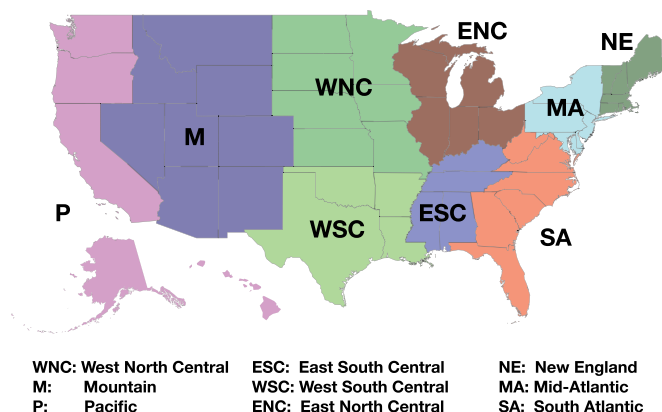 ENC
NE
WNC
MA
M
P
ESC
WSC
SA
WNC: West North Central ESC: East South Central NE: New England
M: Mountain WSC: West South Central MA: Mid-Atlantic
P: Pacific ENC: East North Central SA: South Atlantic